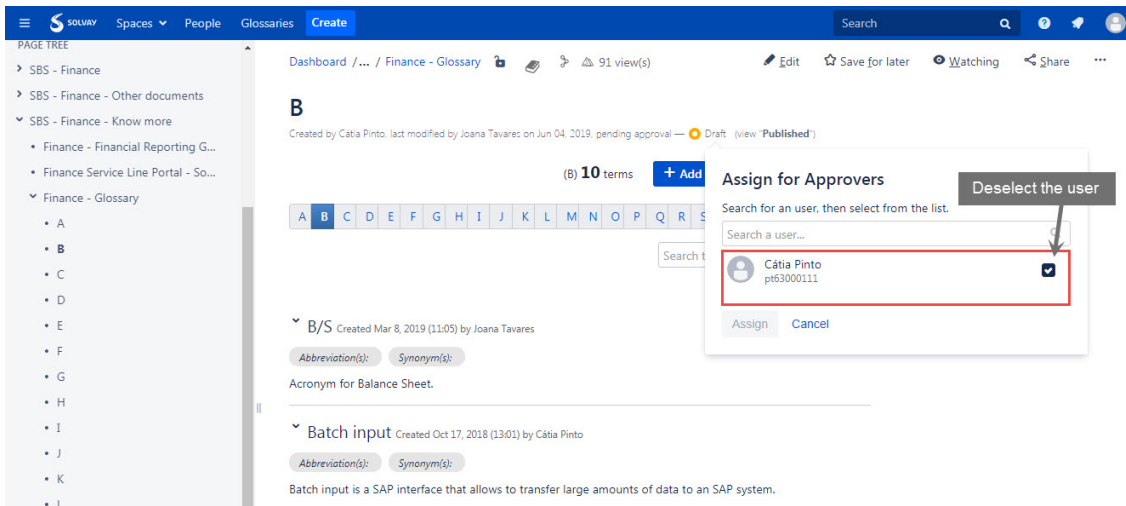 SOLVAY Spaces People Glossaries Create Search
PAGE TREE
SBS - Finance
SBS - Finance - Other documents
SBS - Finance - Know more
• Finance - Financial Reporting G...
• Finance Service Line Portal - So...
Finance - Glossary
• A
• B
• C
• D
• E
• F
• G
• H
• I
• J
• K
Dashboard /... / Finance - Glossary 91 view(s) Edit Save for later Watching Share ...
B
Created by Cátia Pinto, last modified by Joana Tavares on Jun 04, 2019, pending approval — Draft (view "Published")
(B) 10 terms + Add
A B C D E F G H I J K L M N O P Q R S
Search t
Assign for Approvers
Deselect the user
Search for an user, then select from the list.
Search a user...
Cátia Pinto
pt63000111
Assign Cancel
B/S Created Mar 8, 2019 (11:05) by Joana Tavares
Abbreviation(s): Synonym(s):
Acronym for Balance Sheet.
Batch input Created Oct 17, 2018 (13:01) by Cátia Pinto
Abbreviation(s): Synonym(s):
Batch input is a SAP interface that allows to transfer large amounts of data to an SAP system.